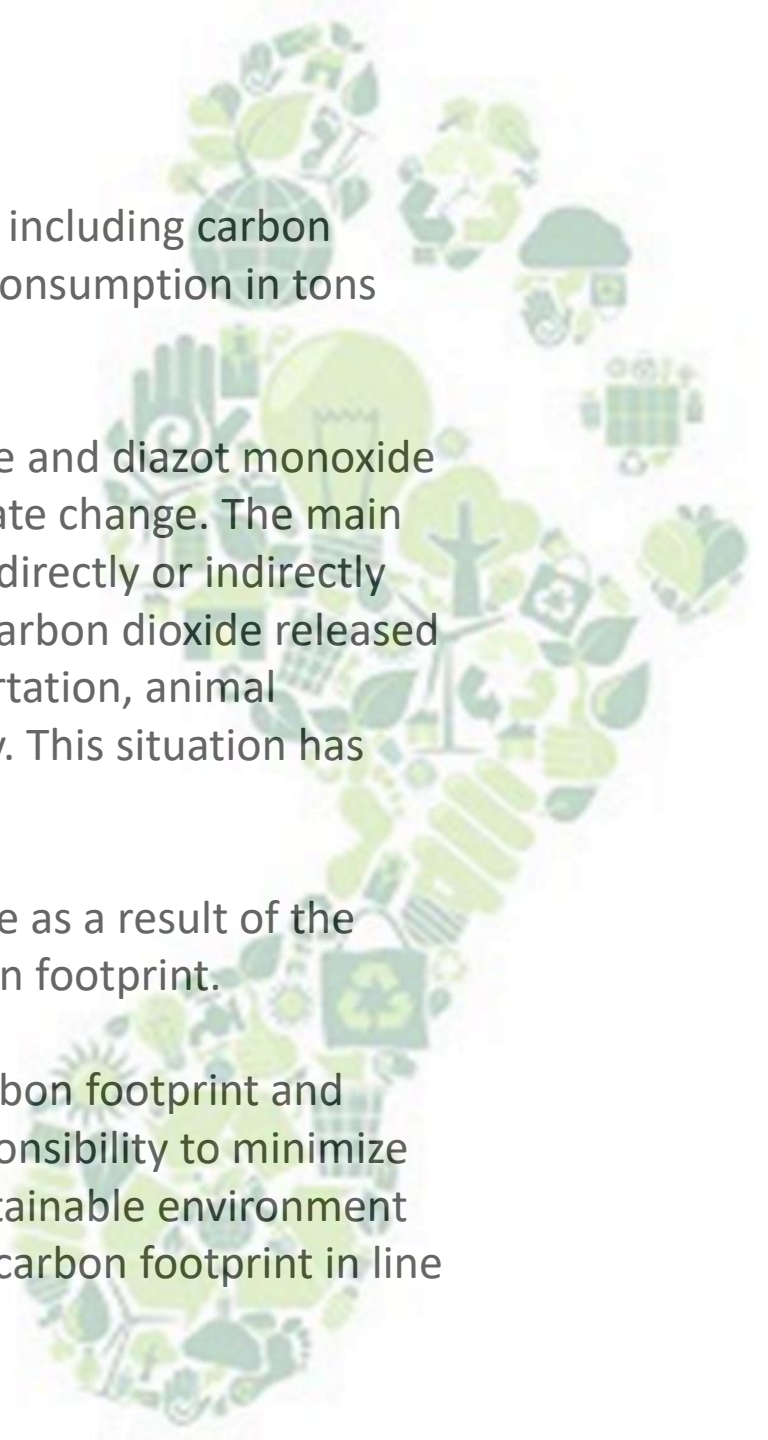 including carbon
onsumption in tons
e and diazot monoxide
ate change. The main
directly or indirectly
arbon dioxide released
rtation, animal
y. This situation has
e as a result of the
n footprint.
bon footprint and
onsibility to minimize
tainable environment
carbon footprint in line